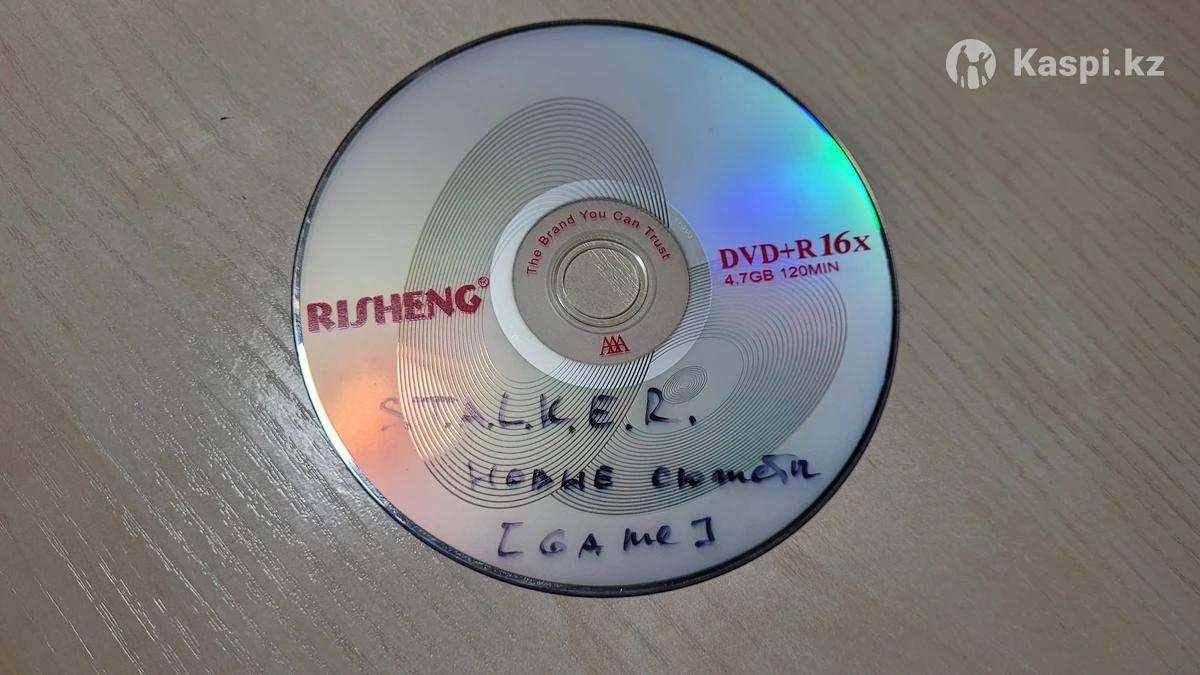 Kaspi.kz
The Brand You Can Trust
RISHENG®
DVD+R 16x
4.7GB 120MIN
AAA
S.T.A.L.K.E.R.
новые сюжеты
[GAME]